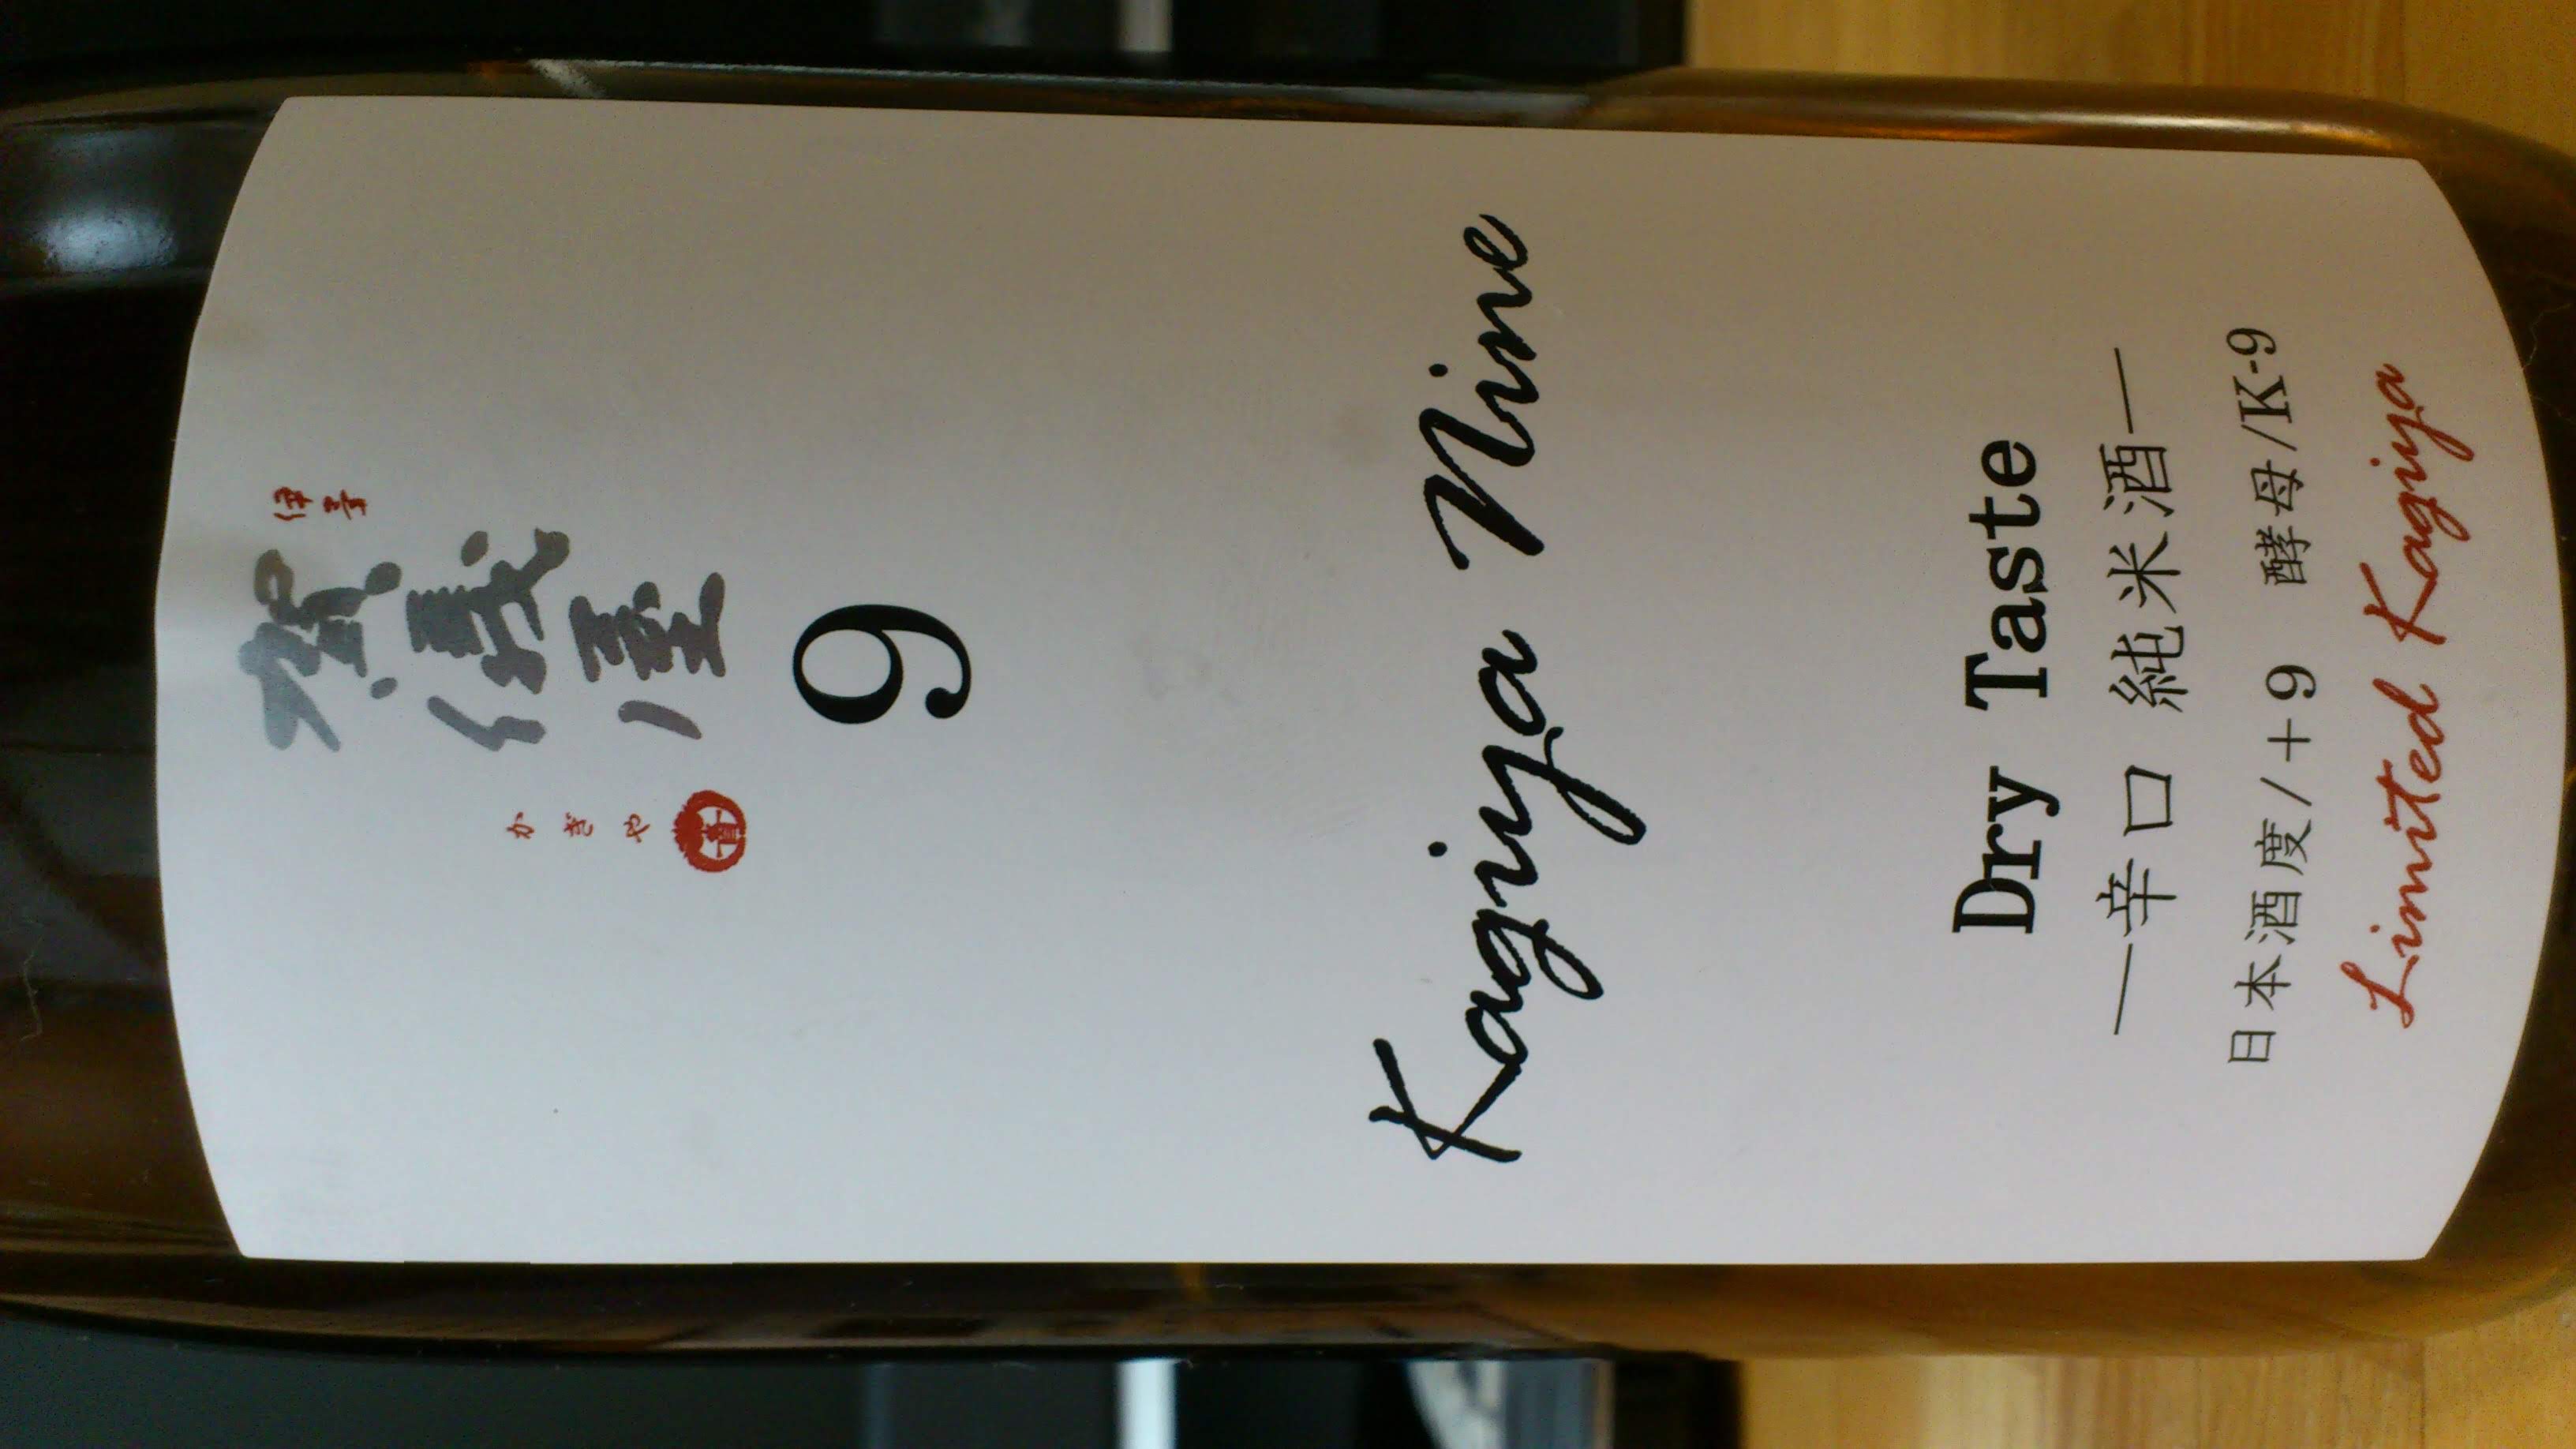 伊予
賀儀屋
かぎや
9
Kagiya Nine
Dry Taste
―辛口 純米酒―
日本酒度/+9 酵母/K-9
Limited Kagiya